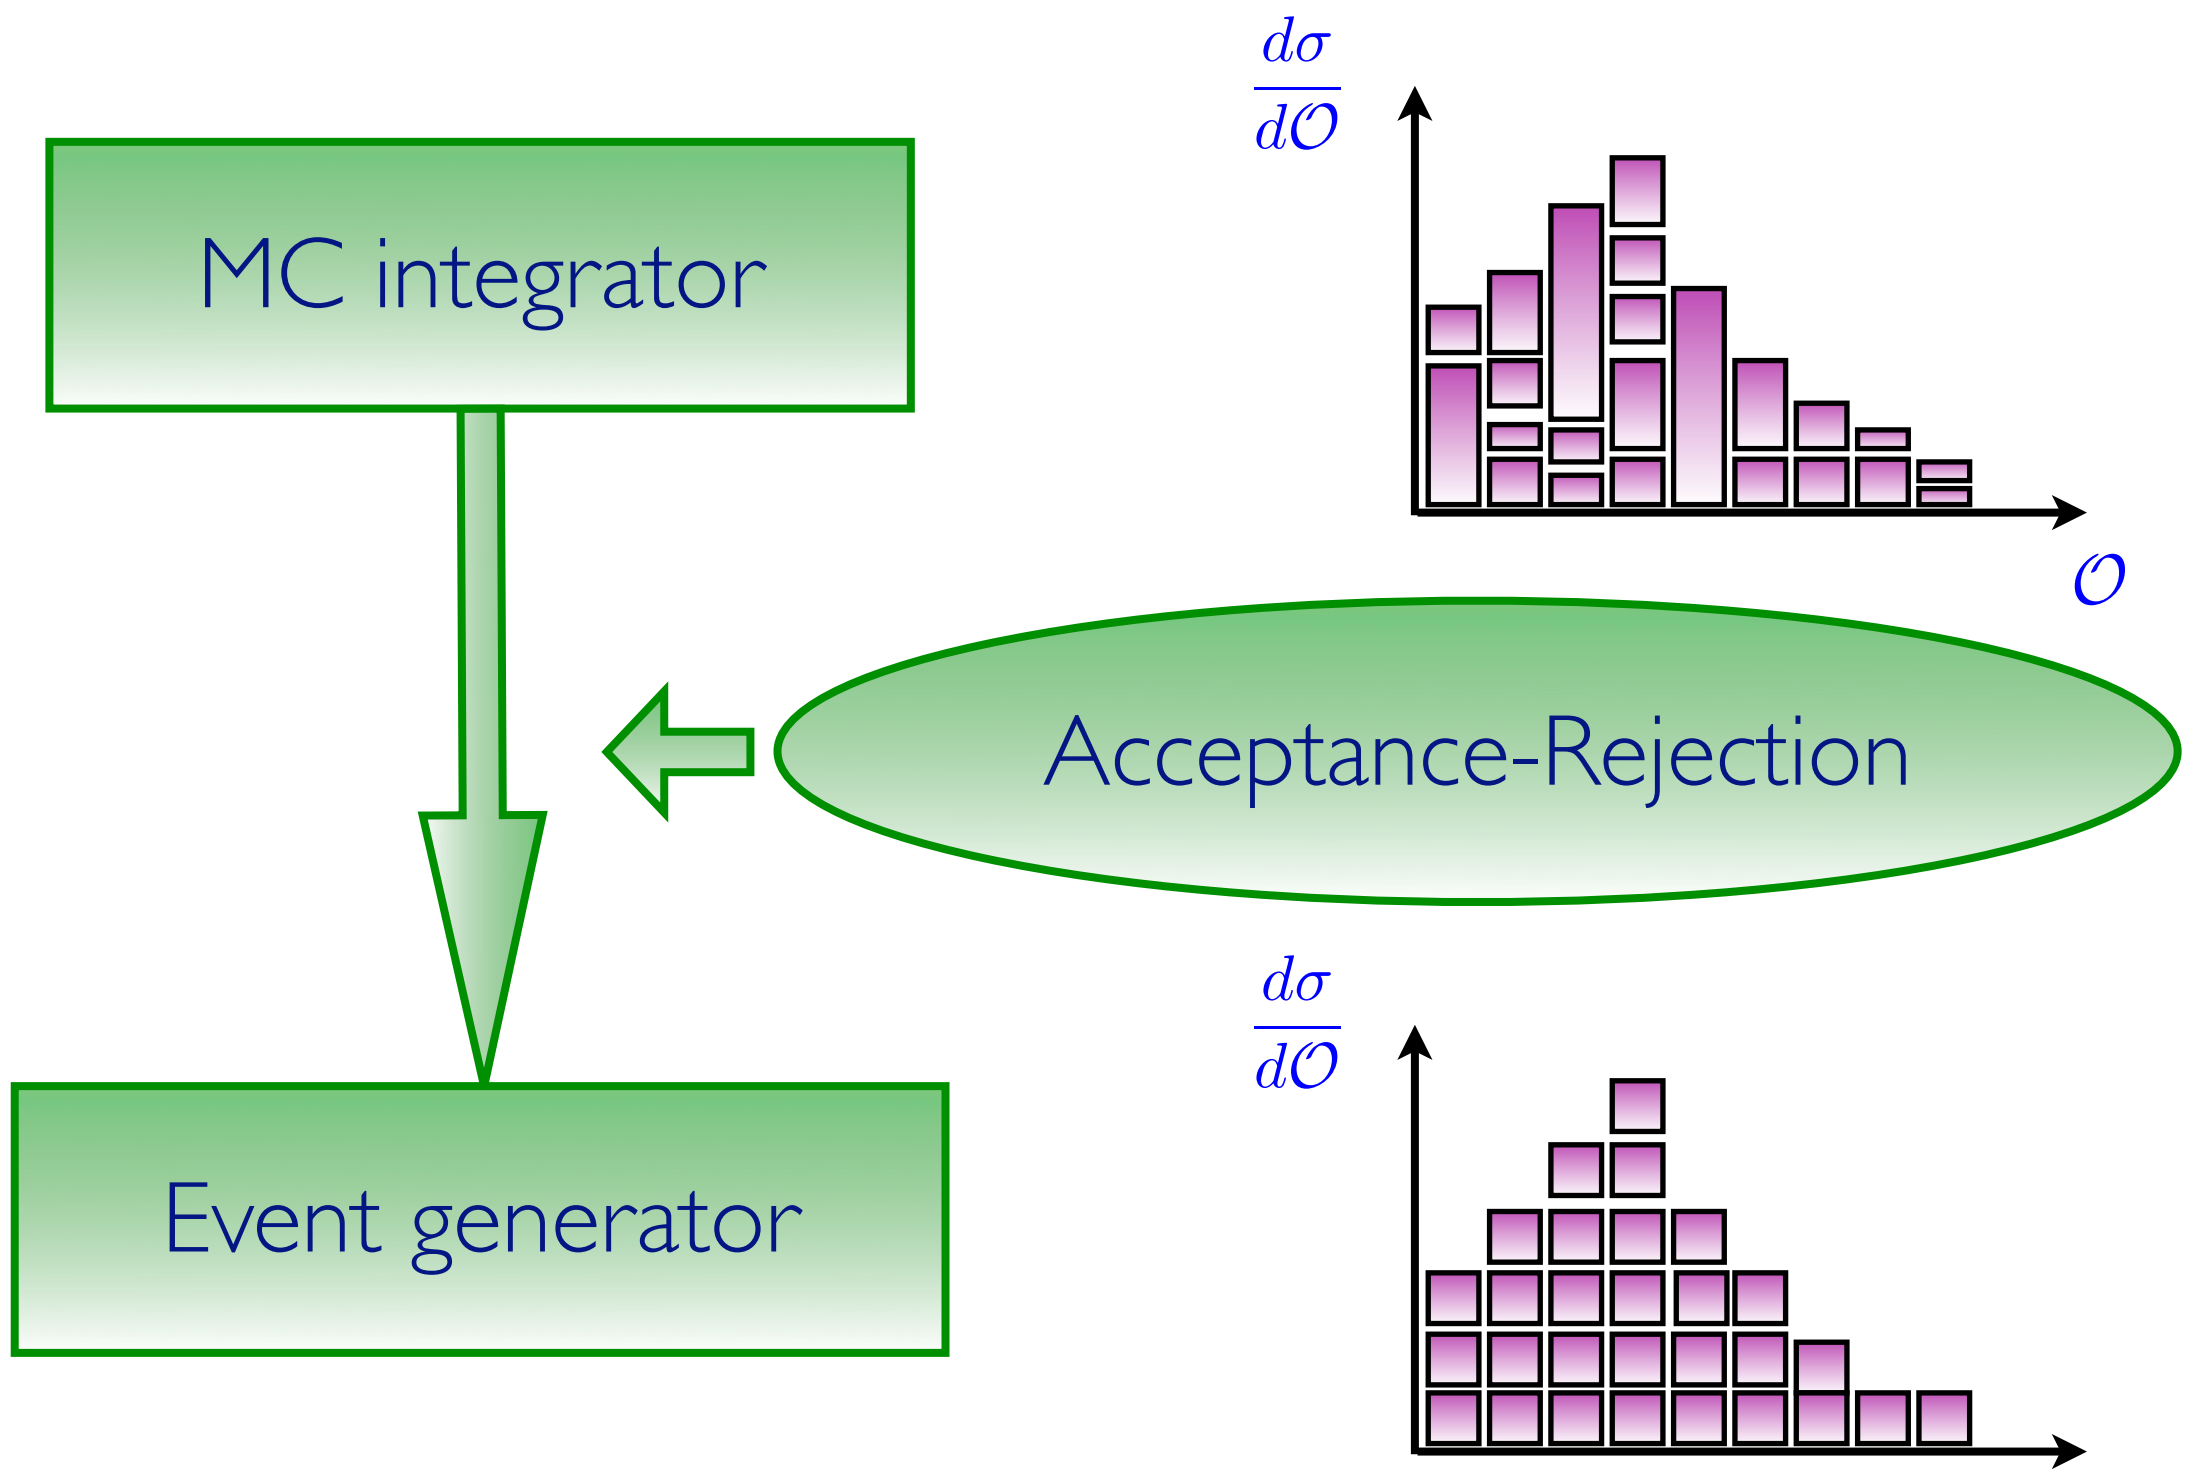 dσ
d𝒪
MC integrator
𝒪
Acceptance-Rejection
dσ
d𝒪
Event generator